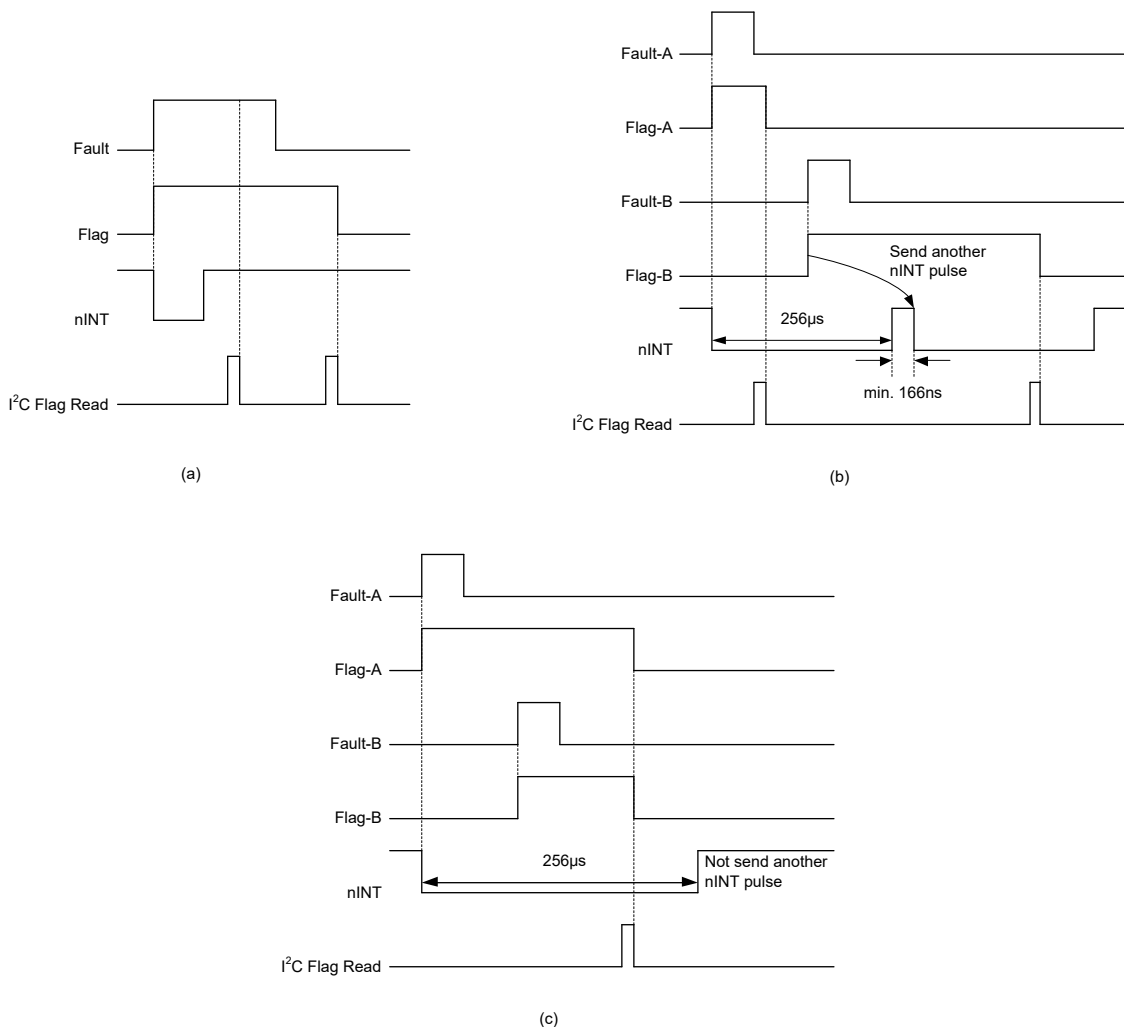 Fault
Flag
nINT
I²C Flag Read
(a)
Fault-A
Flag-A
Fault-B
Flag-B
Send another
nINT pulse
256µs
nINT
min. 166ns
I²C Flag Read
(b)
Fault-A
Flag-A
Fault-B
Flag-B
256µs
Not send another
nINT pulse
nINT
I²C Flag Read
(c)